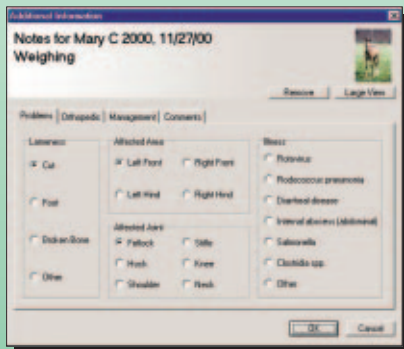 Additional Information
Notes for Mary C 2000, 11/27/00
Weighing
Remove
Large View
Problems
Orthopedic
Management
Comments
Lameness
Cut
Foot
Broken Bone
Other
Affected Area
Left Front
Right Front
Left Hind
Right Hind
Affected Joint
Fetlock
Stifle
Hock
Knee
Shoulder
Neck
Illness
Rotavirus
Rodococcus pneumonia
Diarrheal disease
Internal abscess (abdominal)
Salmonella
Clostridia spp.
Other
OK
Cancel